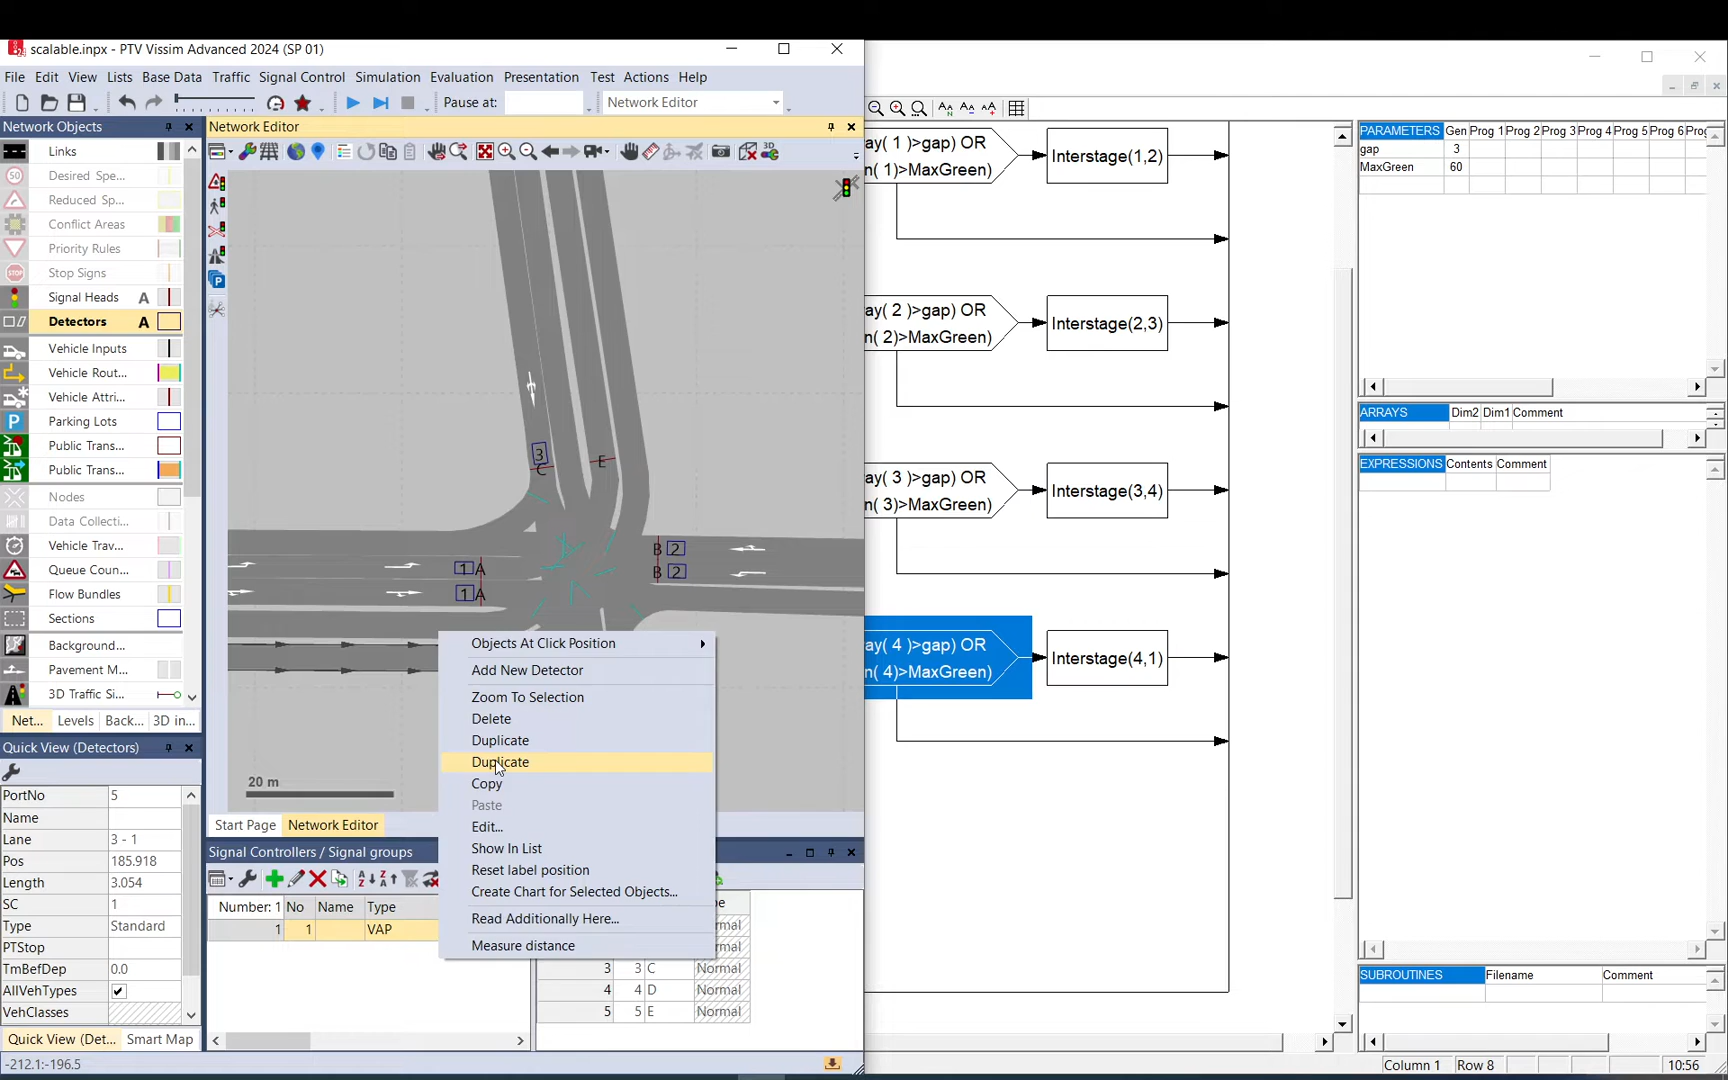 scalable.inpx - PTV Vissim Advanced 2024 (SP 01)
File Edit View Lists Base Data Traffic Signal Control Simulation Evaluation Presentation Test Actions Help
Pause at: Network Editor
Network Objects
Links
Desired Spe...
Reduced Sp...
Conflict Areas
Priority Rules
Stop Signs
Signal Heads A
Detectors A
Vehicle Inputs
Vehicle Rout...
Vehicle Attri...
Parking Lots
Public Trans...
Public Trans...
Nodes
Data Collecti...
Vehicle Trav...
Queue Coun...
Flow Bundles
Sections
Background...
Pavement M...
3D Traffic Si...
Net... Levels Back... 3D in...
Quick View (Detectors)
PortNo 5
Name
Lane 3 - 1
Pos 185.918
Length 3.054
SC 1
Type Standard
PTStop
TmBefDep 0.0
AllVehTypes
VehClasses
Quick View (Det... Smart Map
-212.1:-196.5
Network Editor
3
C
E
1 A
1 A
B 2
B 2
20 m
Start Page Network Editor
Objects At Click Position
Add New Detector
Zoom To Selection
Delete
Duplicate
Duplicate
Copy
Paste
Edit...
Show In List
Reset label position
Create Chart for Selected Objects...
Read Additionally Here...
Measure distance
Signal Controllers / Signal groups
Number: 1 No Name Type
1 1 VAP
pe
Normal
Normal
3 3 C Normal
4 4 D Normal
5 5 E Normal
ay( 1 )>gap) OR
n( 1)>MaxGreen)
Interstage(1,2)
ay( 2 )>gap) OR
n( 2)>MaxGreen)
Interstage(2,3)
ay( 3 )>gap) OR
n( 3)>MaxGreen)
Interstage(3,4)
ay( 4 )>gap) OR
n( 4)>MaxGreen)
Interstage(4,1)
PARAMETERS Gen Prog 1 Prog 2 Prog 3 Prog 4 Prog 5 Prog 6 Prog
gap 3
MaxGreen 60
ARRAYS Dim2 Dim1 Comment
EXPRESSIONS Contents Comment
SUBROUTINES Filename Comment
Column 1 Row 8 10:56